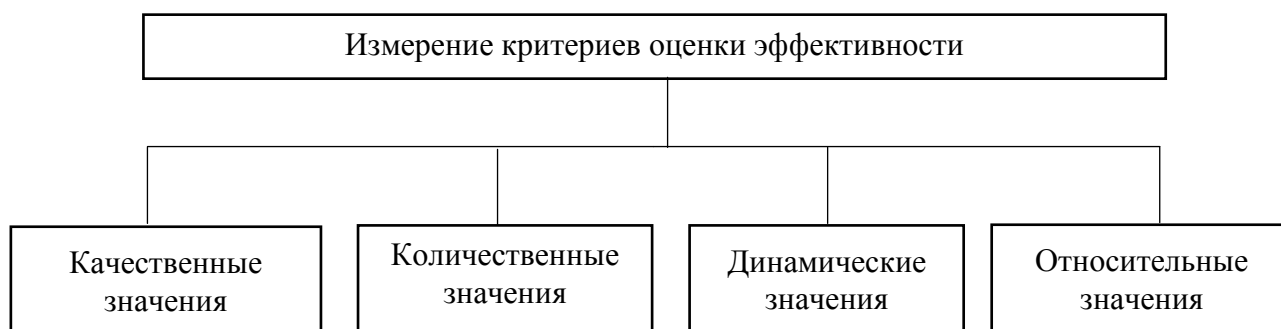 Измерение критериев оценки эффективности
Качественные
значения
Количественные
значения
Динамические
значения
Относительные
значения